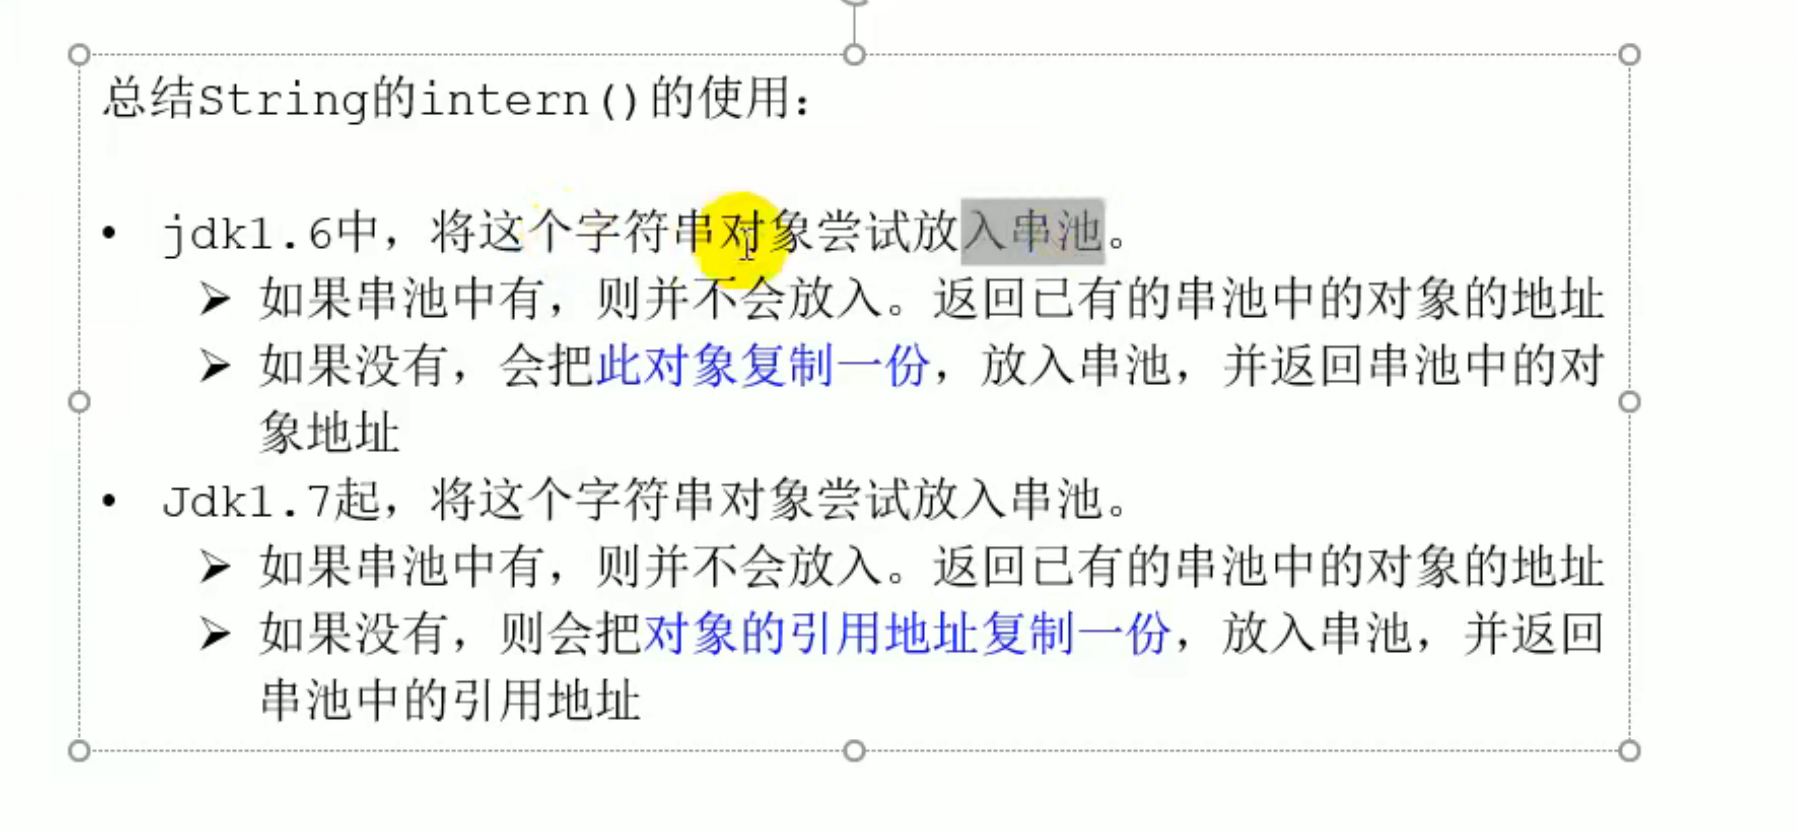 总结String的intern()的使用：
• jdk1.6中，将这个字符串对象尝试放入串池。
➢ 如果串池中有，则并不会放入。返回已有的串池中的对象的地址
➢ 如果没有，会把此对象复制一份，放入串池，并返回串池中的对
象地址
• Jdk1.7起，将这个字符串对象尝试放入串池。
➢ 如果串池中有，则并不会放入。返回已有的串池中的对象的地址
➢ 如果没有，则会把对象的引用地址复制一份，放入串池，并返回
串池中的引用地址